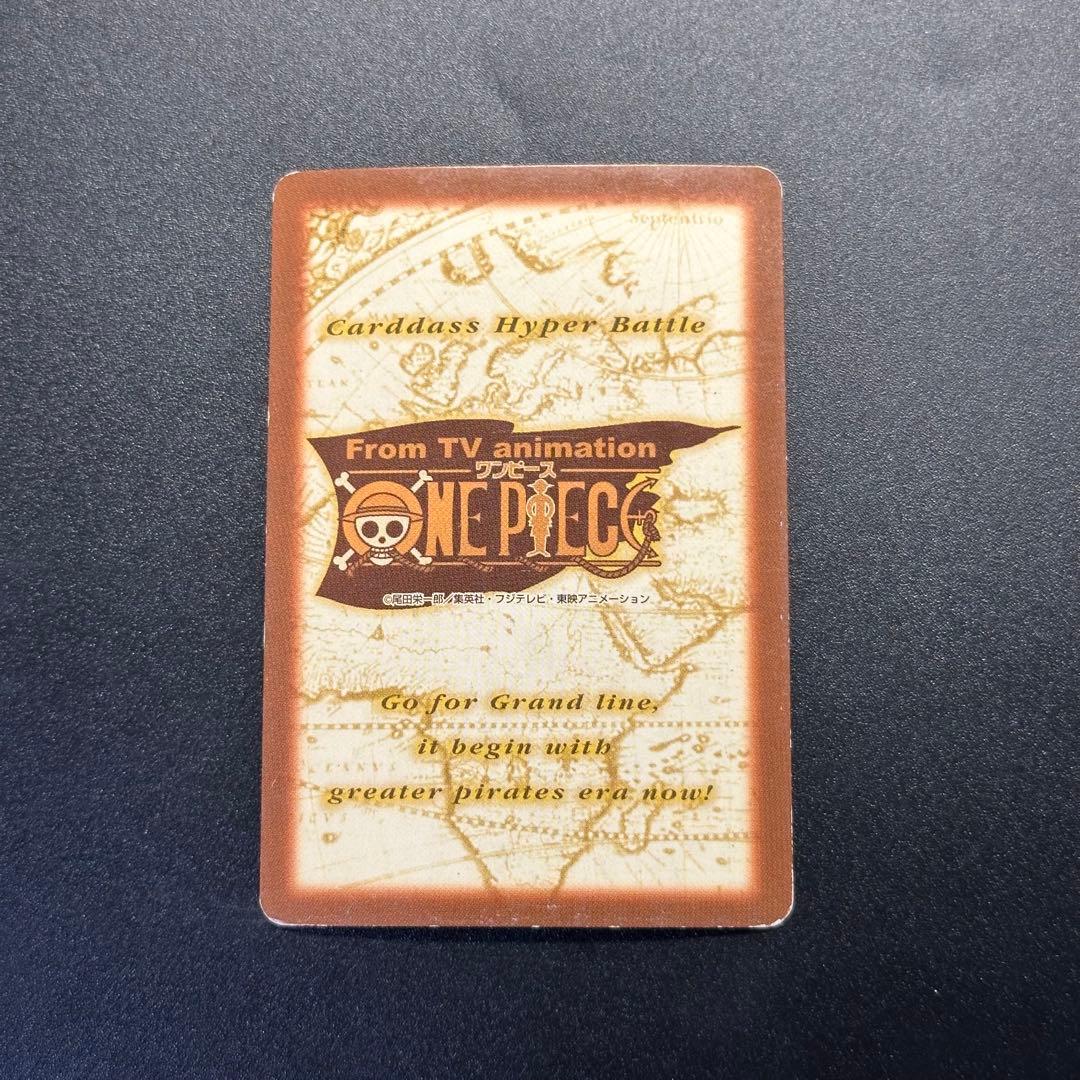 Septentrio
Carddass Hyper Battle
From TV animation
ワンピース
ONE PIECE
©尾田栄一郎/集英社・フジテレビ・東映アニメーション
Go for Grand line,
it begin with
greater pirates era now!